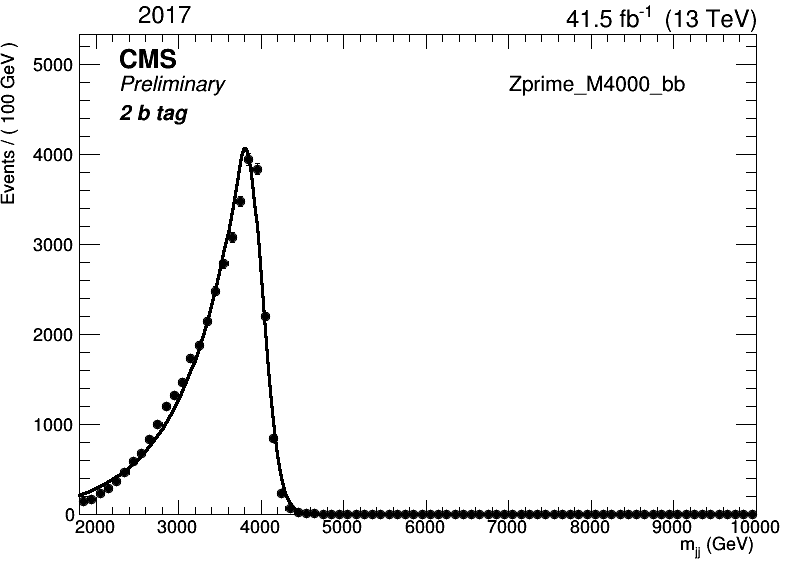 2017
41.5 fb-1 (13 TeV)
CMS
Preliminary
2 b tag
Zprime_M4000_bb
Events / ( 100 GeV )
5000
4000
3000
2000
1000
0
2000 3000 4000 5000 6000 7000 8000 9000 10000
mjj (GeV)